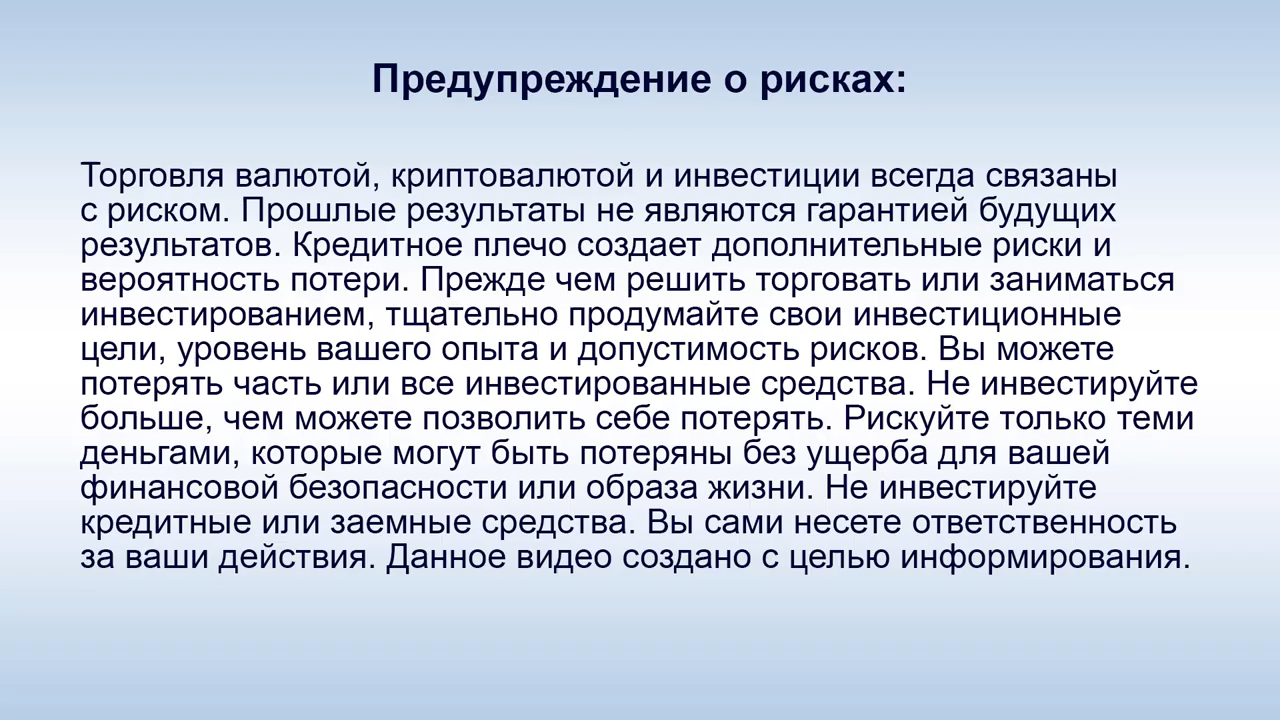 Предупреждение о рисках:
Торговля валютой, криптовалютой и инвестиции всегда связаны
с риском. Прошлые результаты не являются гарантией будущих
результатов. Кредитное плечо создает дополнительные риски и
вероятность потери. Прежде чем решить торговать или заниматься
инвестированием, тщательно продумайте свои инвестиционные
цели, уровень вашего опыта и допустимость рисков. Вы можете
потерять часть или все инвестированные средства. Не инвестируйте
больше, чем можете позволить себе потерять. Рискуйте только теми
деньгами, которые могут быть потеряны без ущерба для вашей
финансовой безопасности или образа жизни. Не инвестируйте
кредитные или заемные средства. Вы сами несете ответственность
за ваши действия. Данное видео создано с целью информирования.